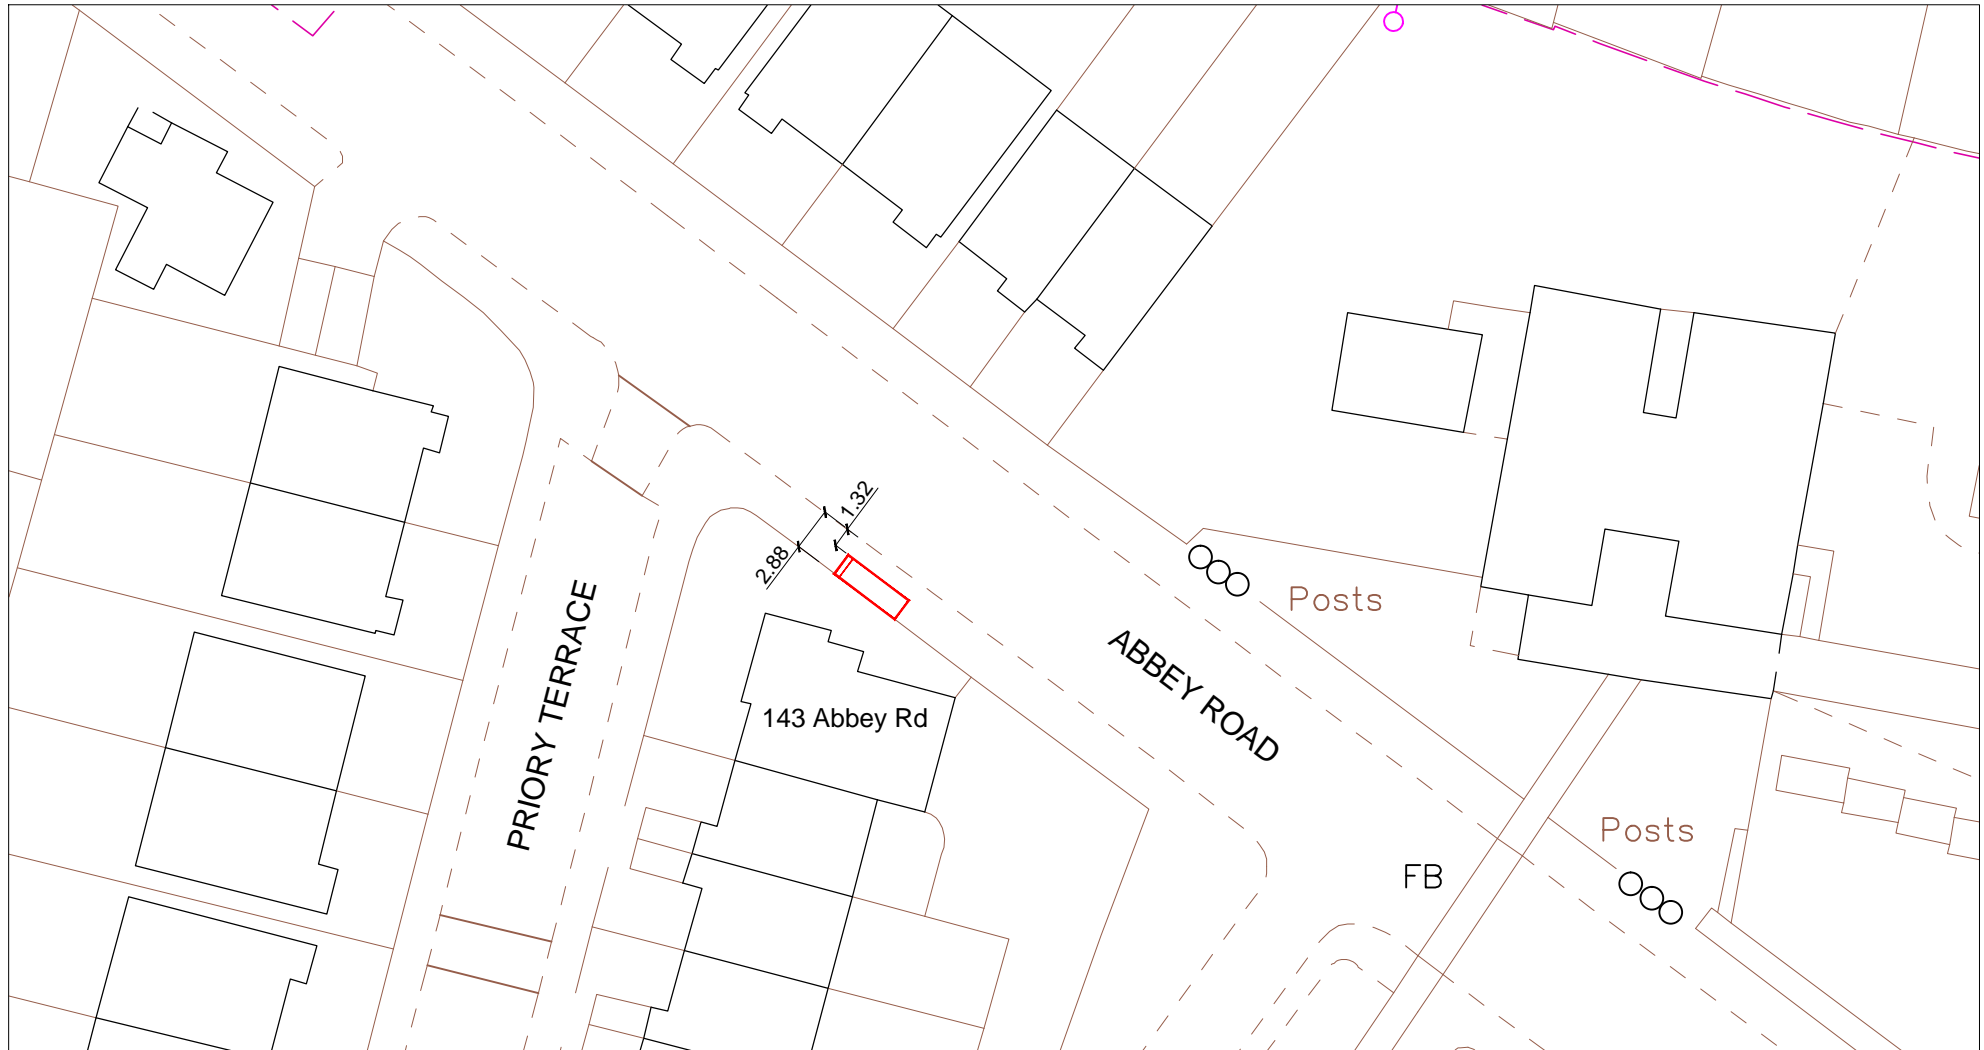 1.32
2.88
Posts
PRIORY TERRACE
ABBEY ROAD
143 Abbey Rd
Posts
FB